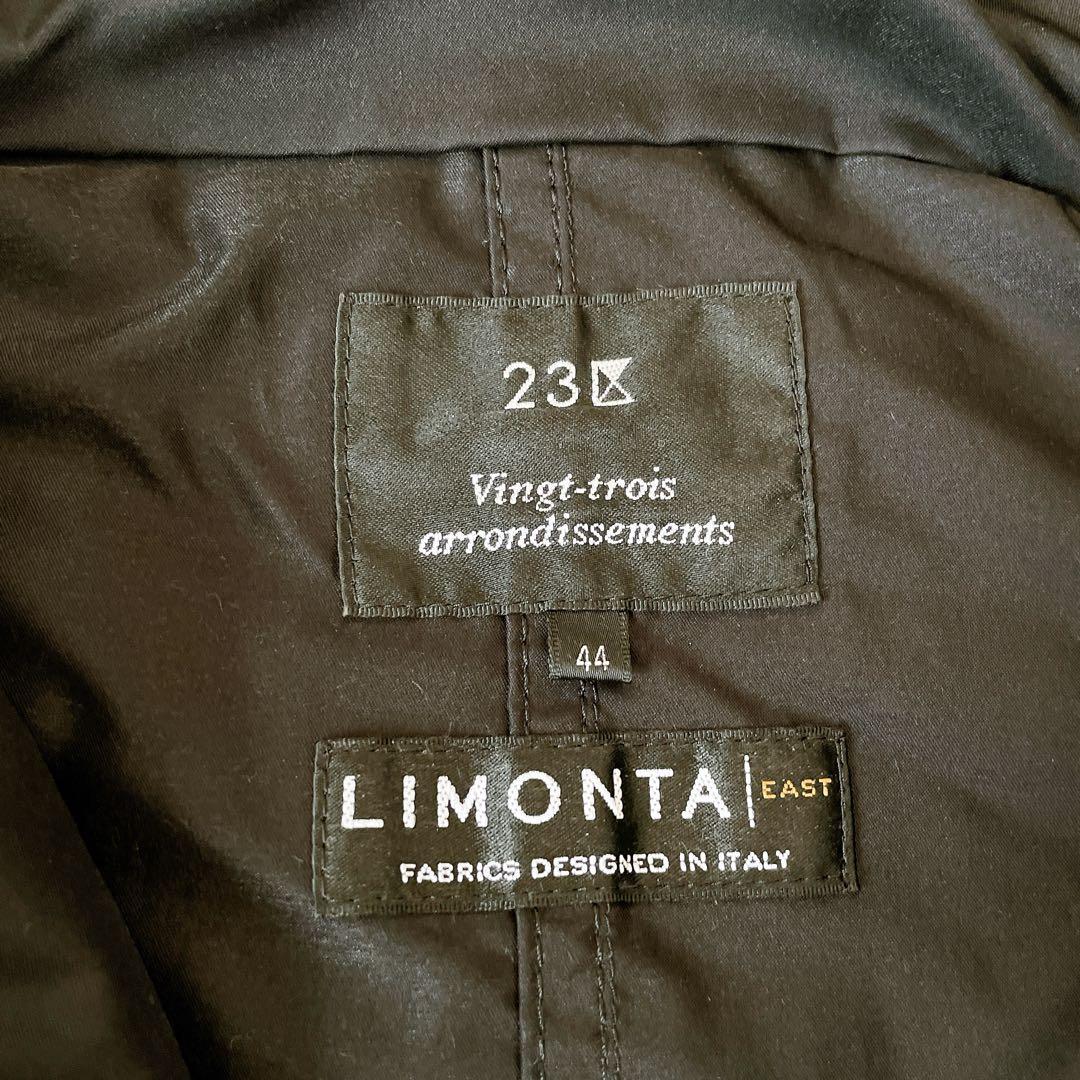 23区
Vingt-trois
arrondissements
44
LIMONTA | EAST
FABRICS DESIGNED IN ITALY